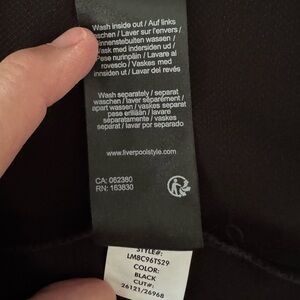 Wash inside out / Auf links
waschen / Laver sur l'envers /
Binnenstebuiten wassen /
Vask med indersiden ud /
Pese nurinpäin / Lavare al
rovescio / Vaskes med
innsiden ut / Lavar del revés
Wash separately / separat
waschen / laver séparément /
apart wassen / vaskes separat
pese erillään / lavare
separatamente / vaskes
separat / lavar por separado
www.liverpoolstyle.com
CA: 062380
RN: 163830
STYLE#:
LM8C96TS29
COLOR:
BLACK
CUT#:
26121/26968